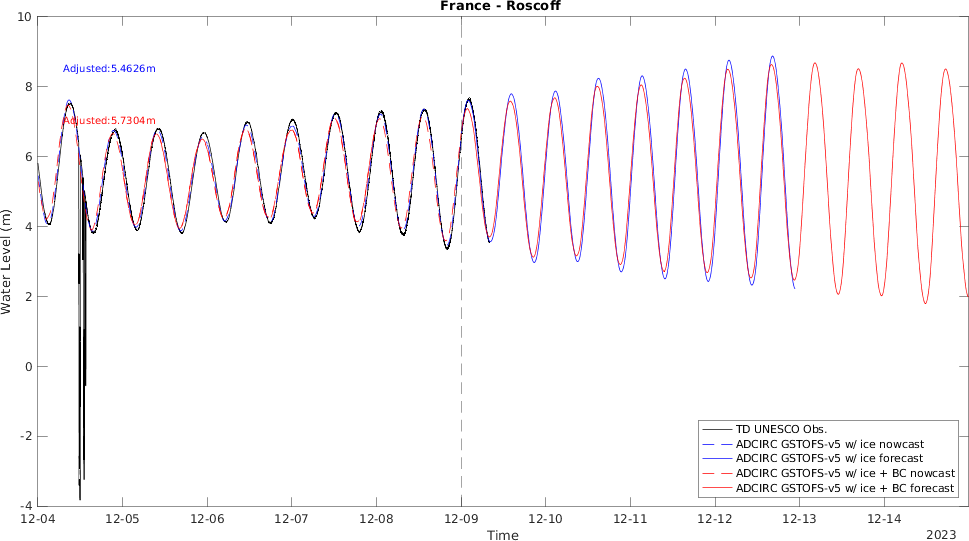 France - Roscoff
10
8
6
4
2
0
-2
-4
Water Level (m)
Adjusted:5.4626m
Adjusted:5.7304m
TD UNESCO Obs.
ADCIRC GSTOFS-v5 w/ ice nowcast
ADCIRC GSTOFS-v5 w/ ice forecast
ADCIRC GSTOFS-v5 w/ ice + BC nowcast
ADCIRC GSTOFS-v5 w/ ice + BC forecast
12-04 12-05 12-06 12-07 12-08 12-09 12-10 12-11 12-12 12-13 12-14
Time
2023